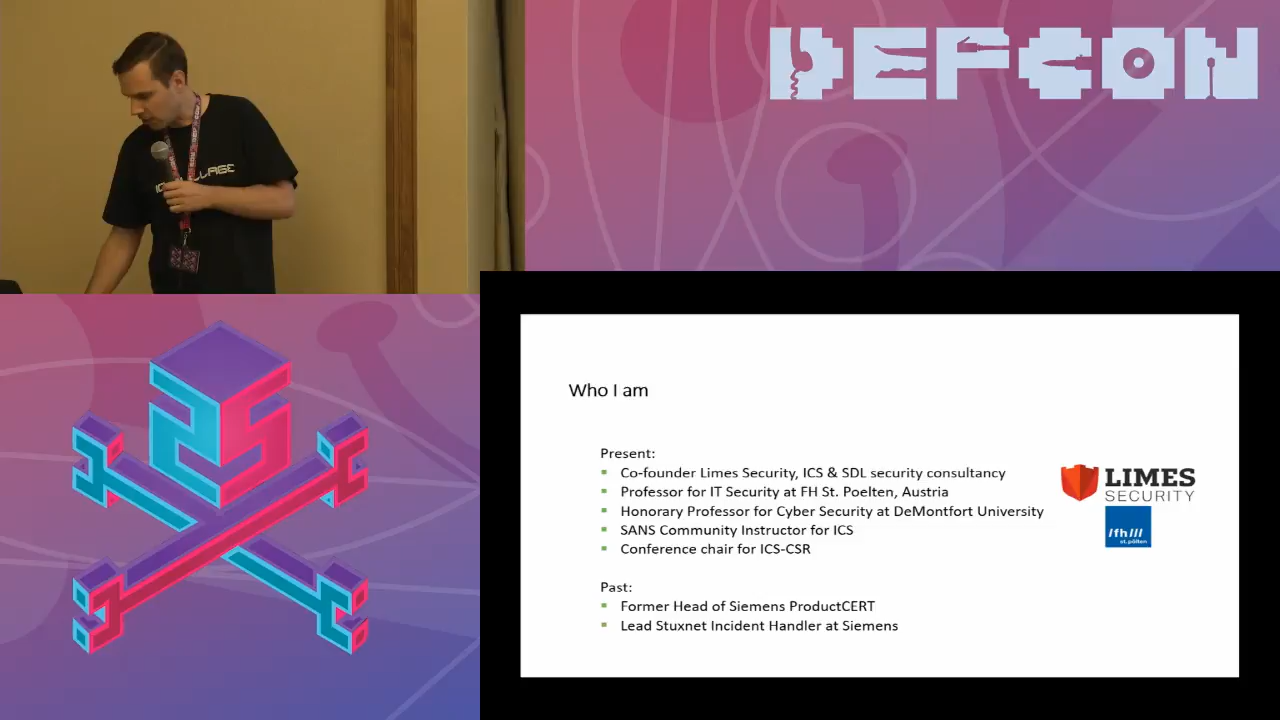 DEFCON
Who I am
Present:
Co-founder Limes Security, ICS & SDL security consultancy
Professor for IT Security at FH St. Poelten, Austria
Honorary Professor for Cyber Security at DeMontfort University
SANS Community Instructor for ICS
Conference chair for ICS-CSR
Past:
Former Head of Siemens ProductCERT
Lead Stuxnet Incident Handler at Siemens
LIMES
SECURITY
/fh///
st.pölten